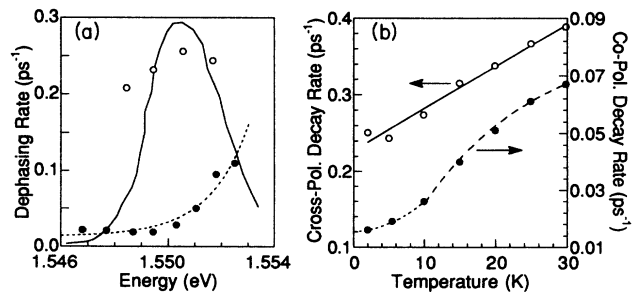 (a)
Dephasing Rate (ps⁻¹)
0.3
0.2
0.1
0.0
1.546
1.550
1.554
Energy (eV)
(b)
Cross-Pol. Decay Rate (ps⁻¹)
0.4
0.3
0.2
0.1
0
10
20
30
Temperature (K)
0.09
0.07
0.05
0.03
0.01
Co-Pol. Decay Rate (ps⁻¹)